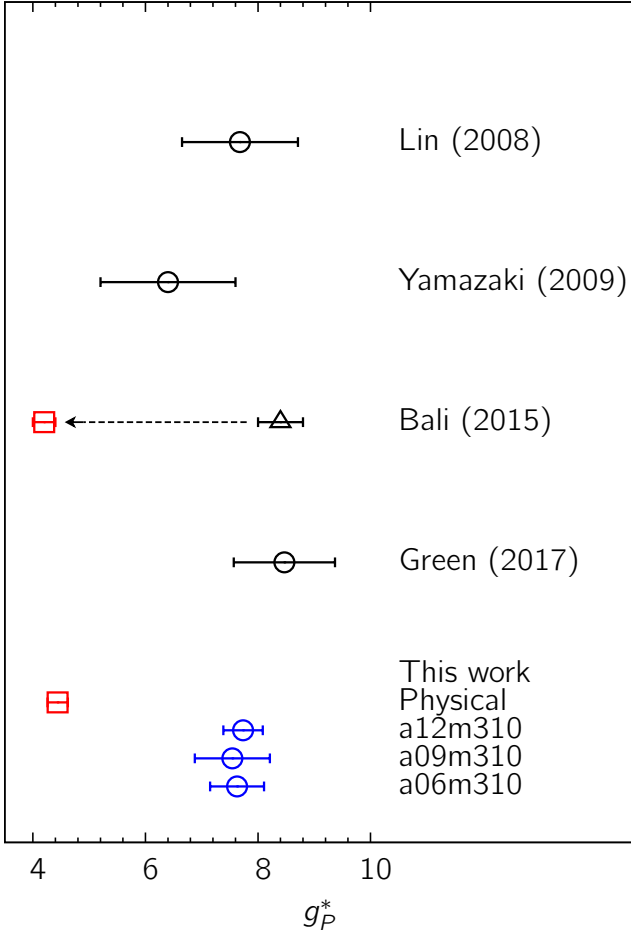 Lin (2008)
Yamazaki (2009)
Bali (2015)
Green (2017)
This work
Physical
a12m310
a09m310
a06m310
4 6 8 10
g*P